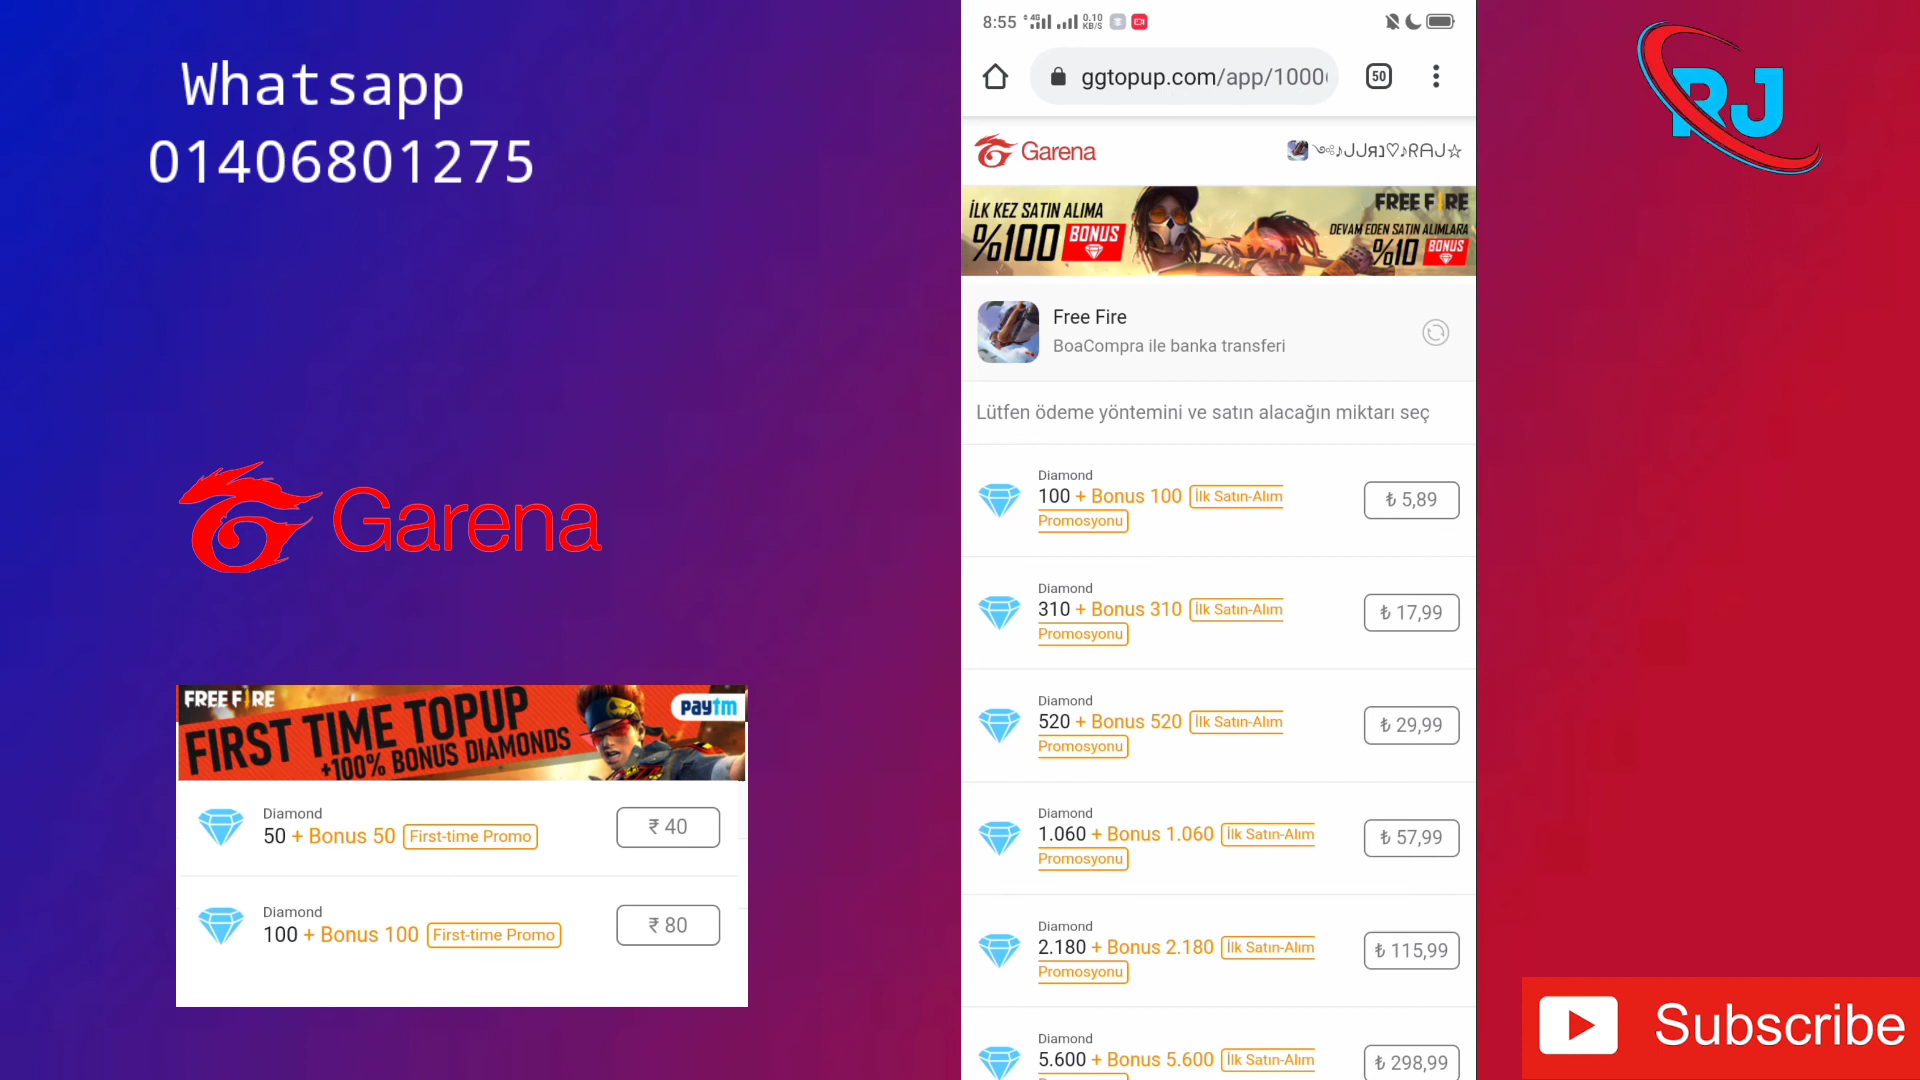 Whatsapp
01406801275
Garena
FREE FIRE
paytm
FIRST TIME TOPUP
+100% BONUS DIAMONDS
Diamond
50 + Bonus 50 First-time Promo
₹ 40
Diamond
100 + Bonus 100 First-time Promo
₹ 80
8:55 4G 0.10 KB/S
ggtopup.com/app/1000
50
Garena
JJЯ RAJ☆
İLK KEZ SATIN ALIMA
%100 BONUS
FREE FIRE
DEVAM EDEN SATIN ALIMLARA
%10 BONUS
Free Fire
BoaCompra ile banka transferi
Lütfen ödeme yöntemini ve satın alacağın miktarı seç
Diamond
100 + Bonus 100 İlk Satın-Alım
Promosyonu
₺ 5,89
Diamond
310 + Bonus 310 İlk Satın-Alım
Promosyonu
₺ 17,99
Diamond
520 + Bonus 520 İlk Satın-Alım
Promosyonu
₺ 29,99
Diamond
1.060 + Bonus 1.060 İlk Satın-Alım
Promosyonu
₺ 57,99
Diamond
2.180 + Bonus 2.180 İlk Satın-Alım
Promosyonu
₺ 115,99
Diamond
5.600 + Bonus 5.600 İlk Satın-Alım
₺ 298,99
RJ
Subscribe